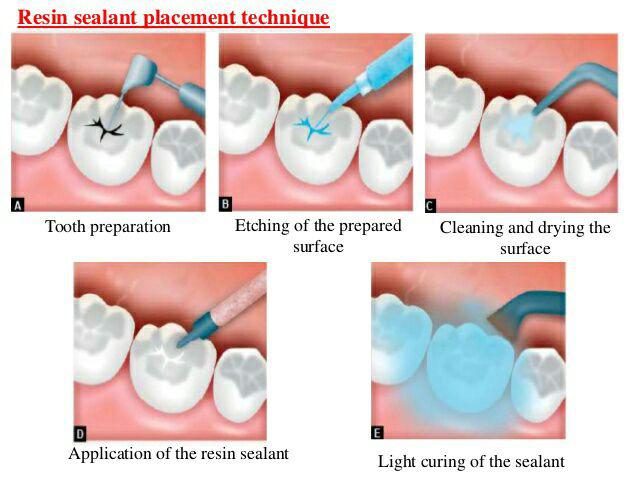 Resin sealant placement technique
A
B
C
Tooth preparation
Etching of the prepared
surface
Cleaning and drying the
surface
D
E
Application of the resin sealant
Light curing of the sealant